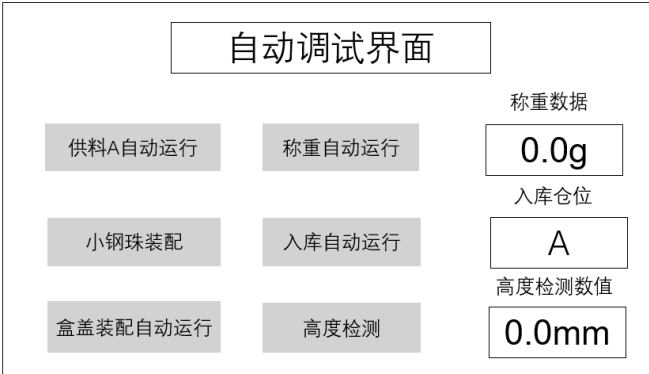 自动调试界面
称重数据
供料A自动运行
称重自动运行
0.0g
入库仓位
小钢珠装配
入库自动运行
A
高度检测数值
盒盖装配自动运行
高度检测
0.0mm